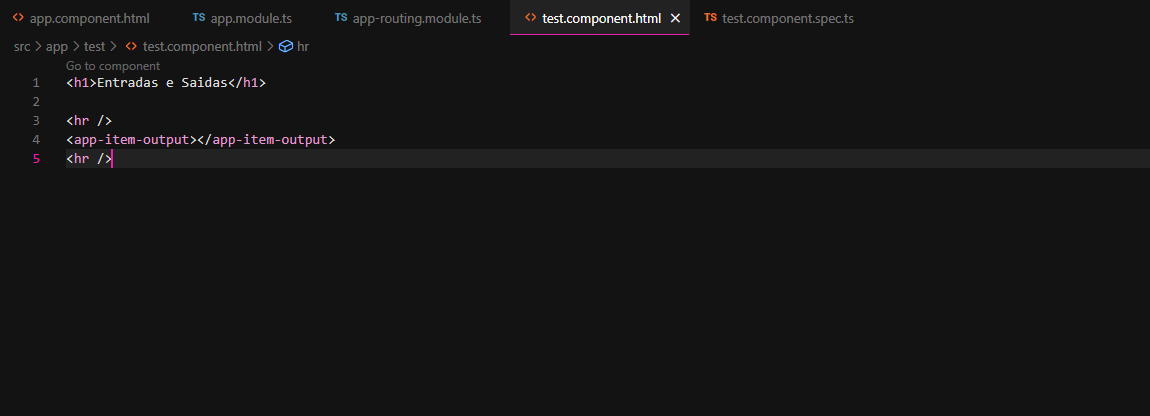 <> app.component.html TS app.module.ts TS app-routing.module.ts <> test.component.html × TS test.component.spec.ts
src > app > test > <> test.component.html > hr
Go to component
1 <h1>Entradas e Saidas</h1>
2
3 <hr />
4 <app-item-output></app-item-output>
5 <hr />